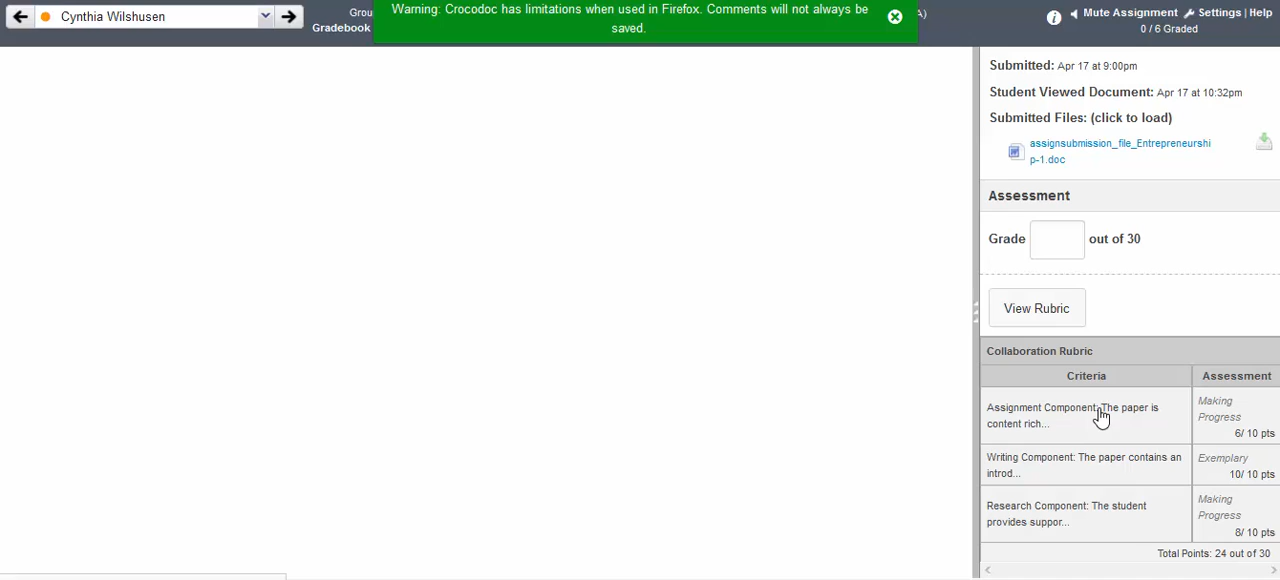 Cynthia Wilshusen
Grou
Gradebook
Warning: Crocodoc has limitations when used in Firefox. Comments will not always be
saved.
A)
Mute Assignment Settings | Help
0 / 6 Graded
Submitted: Apr 17 at 9:00pm
Student Viewed Document: Apr 17 at 10:32pm
Submitted Files: (click to load)
assignsubmission_file_Entrepreneurshi
p-1.doc
Assessment
Grade out of 30
View Rubric
Collaboration Rubric
Criteria Assessment
Assignment Component: The paper is
content rich...
Making
Progress
6/ 10 pts
Writing Component: The paper contains an
introd...
Exemplary
10/ 10 pts
Research Component: The student
provides suppor...
Making
Progress
8/ 10 pts
Total Points: 24 out of 30